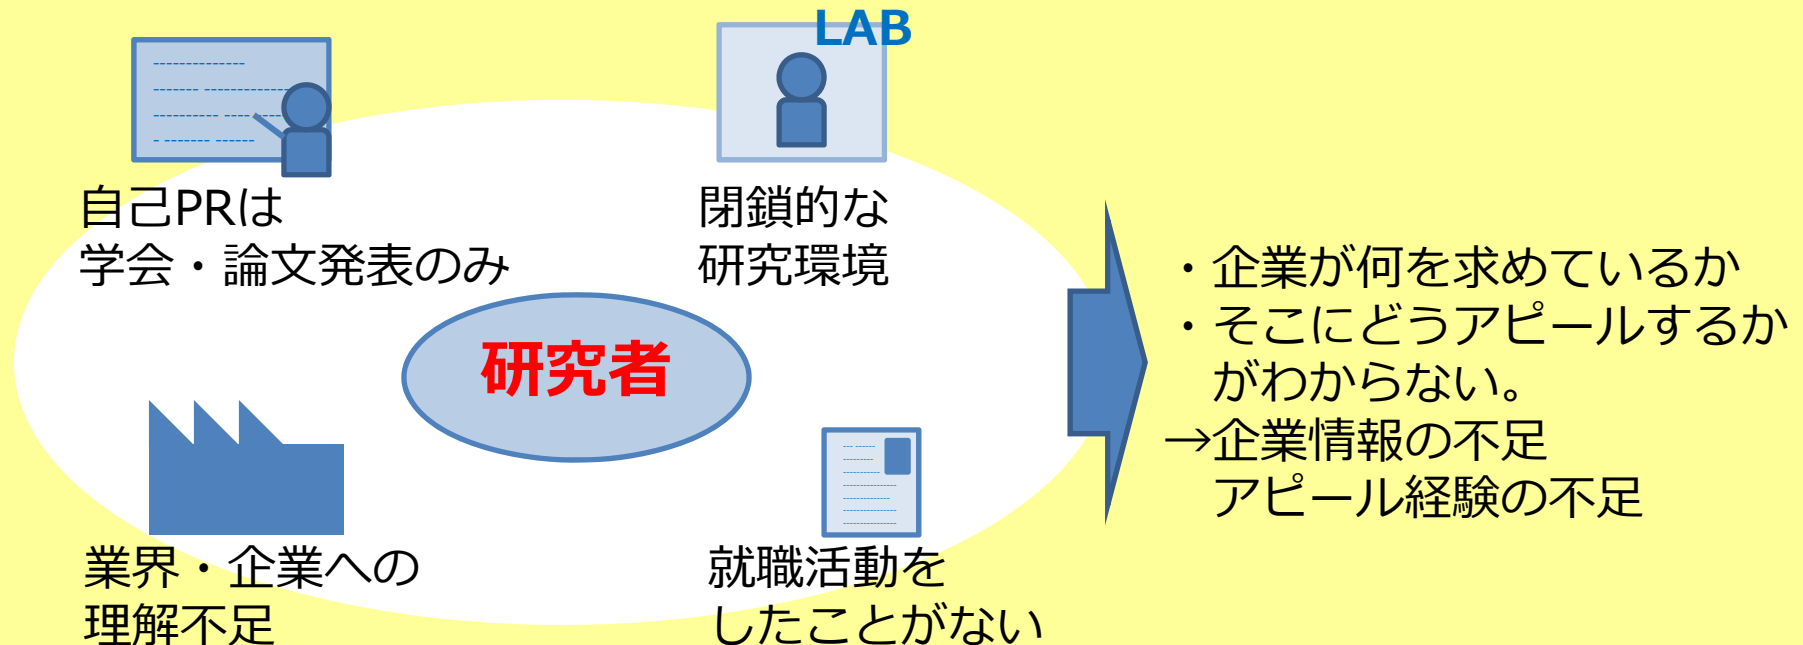 LAB
自己PRは
学会・論文発表のみ
閉鎖的な
研究環境
研究者
業界・企業への
理解不足
就職活動を
したことがない
・企業が何を求めているか
・そこにどうアピールするか
がわからない。
→企業情報の不足
アピール経験の不足